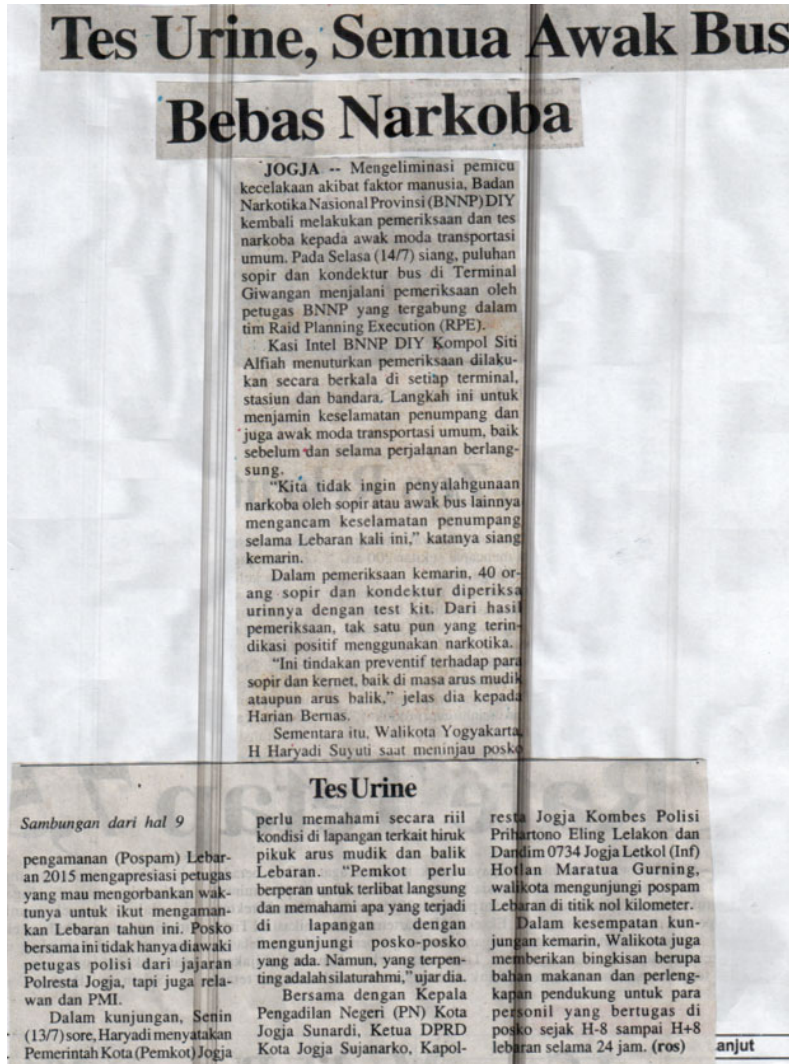 Tes Urine, Semua Awak Bus
Bebas Narkoba
JOGJA -- Mengeliminasi pemicu
kecelakaan akibat faktor manusia, Badan
Narkotika Nasional Provinsi (BNNP) DIY
kembali melakukan pemeriksaan dan tes
narkoba kepada awak moda transportasi
umum. Pada Selasa (14/7) siang, puluhan
sopir dan kondektur bus di Terminal
Giwangan menjalani pemeriksaan oleh
petugas BNNP yang tergabung dalam
tim Raid Planning Execution (RPE).
Kasi Intel BNNP DIY Kompol Siti
Alfiah menuturkan pemeriksaan dilaku-
kan secara berkala di setiap terminal,
stasiun dan bandara. Langkah ini untuk
menjamin keselamatan penumpang dan
juga awak moda transportasi umum, baik
sebelum dan selama perjalanan berlang-
sung.
“Kita tidak ingin penyalahgunaan
narkoba oleh sopir atau awak bus lainnya
mengancam keselamatan penumpang
selama Lebaran kali ini,” katanya siang
kemarin.
Dalam pemeriksaan kemarin, 40 or-
ang sopir dan kondektur diperiksa
urinnya dengan test kit. Dari hasil
pemeriksaan, tak satu pun yang terin-
dikasi positif menggunakan narkotika.
“Ini tindakan preventif terhadap para
sopir dan kernet, baik di masa arus mudik
ataupun arus balik,” jelas dia kepada
Harian Bernas.
Sementara itu, Walikota Yogyakarta,
H Haryadi Suyuti saat meninjau posko
Tes Urine
Sambungan dari hal 9
pengamanan (Pospam) Lebar-
an 2015 mengapresiasi petugas
yang mau mengorbankan wak-
tunya untuk ikut mengaman-
kan Lebaran tahun ini. Posko
bersama ini tidak hanya diawaki
petugas polisi dari jajaran
Polresta Jogja, tapi juga rela-
wan dan PMI.
Dalam kunjungan, Senin
(13/7) sore, Haryadi menyatakan
Pemerintah Kota (Pemkot) Jogja
perlu memahami secara riil
kondisi di lapangan terkait hiruk
pikuk arus mudik dan balik
Lebaran. “Pemkot perlu
berperan untuk terlibat langsung
dan memahami apa yang terjadi
di lapangan dengan
mengunjungi posko-posko
yang ada. Namun, yang terpen-
ting adalah silaturahmi,” ujar dia.
Bersama dengan Kepala
Pengadilan Negeri (PN) Kota
Jogja Sunardi, Ketua DPRD
Kota Jogja Sujanarko, Kapol-
resta Jogja Kombes Polisi
Prihartono Eling Lelakon dan
Dandim 0734 Jogja Letkol (Inf)
Hotlan Maratua Gurning,
walikota mengunjungi pospam
Lebaran di titik nol kilometer.
Dalam kesempatan kun-
jungan kemarin, Walikota juga
memberikan bingkisan berupa
bahan makanan dan perleng-
kapan pendukung untuk para
personil yang bertugas di
posko sejak H-8 sampai H+8
lebaran selama 24 jam. (ros)
anjut